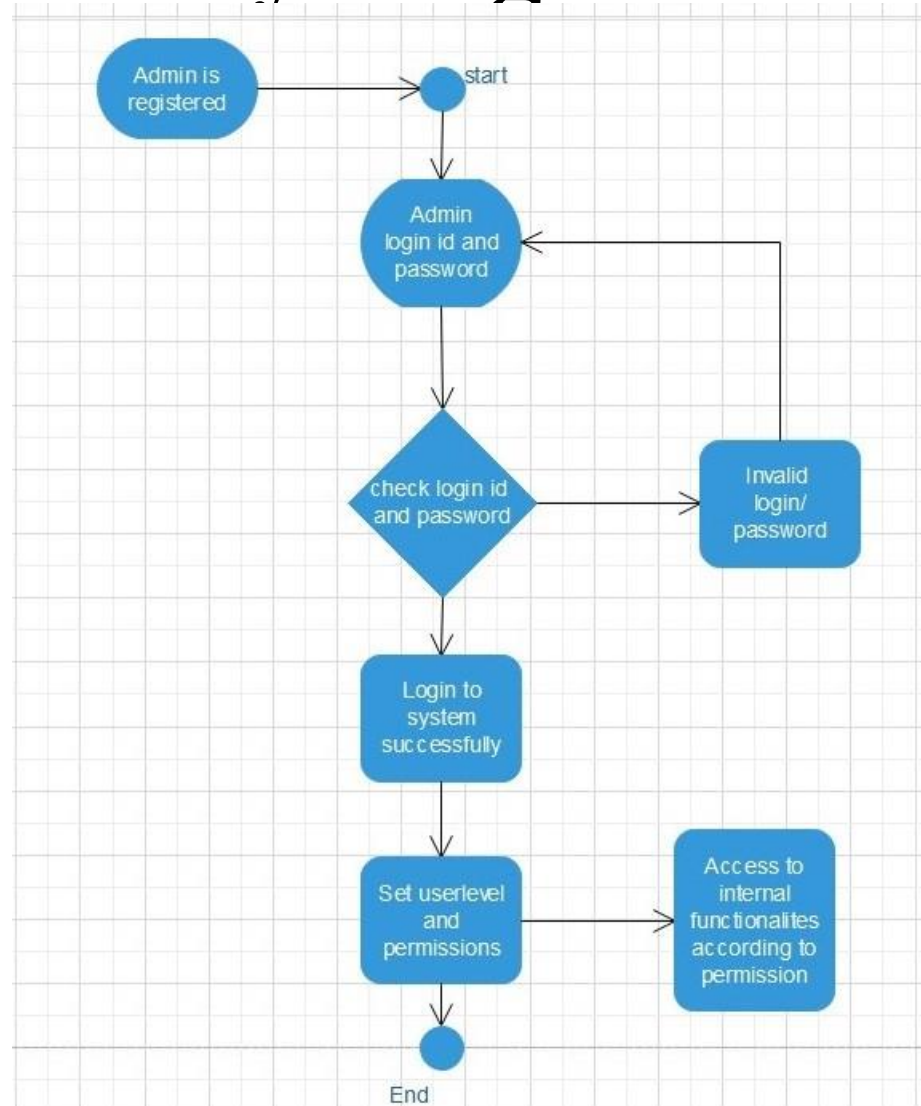 Admin is
registered
start
Admin
login id and
password
check login id
and password
Invalid
login/
password
Login to
system
successfully
Set userlevel
and
permissions
Access to
internal
functionalites
according to
permission
End